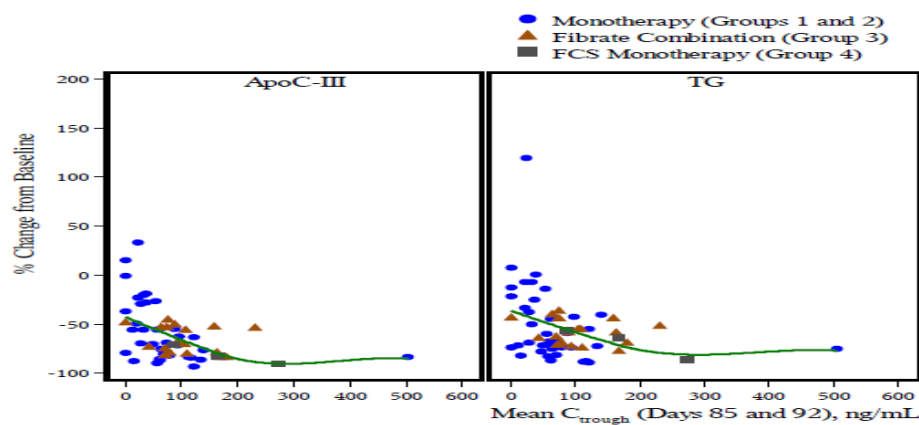 Monotherapy (Groups 1 and 2)
Fibrate Combination (Group 3)
FCS Monotherapy (Group 4)
ApoC-III TG
% Change from Baseline
200
150
100
50
0
-50
-100
0 100 200 300 400 500 600 0 100 200 300 400 500 600
Mean C trough (Days 85 and 92), ng/mL